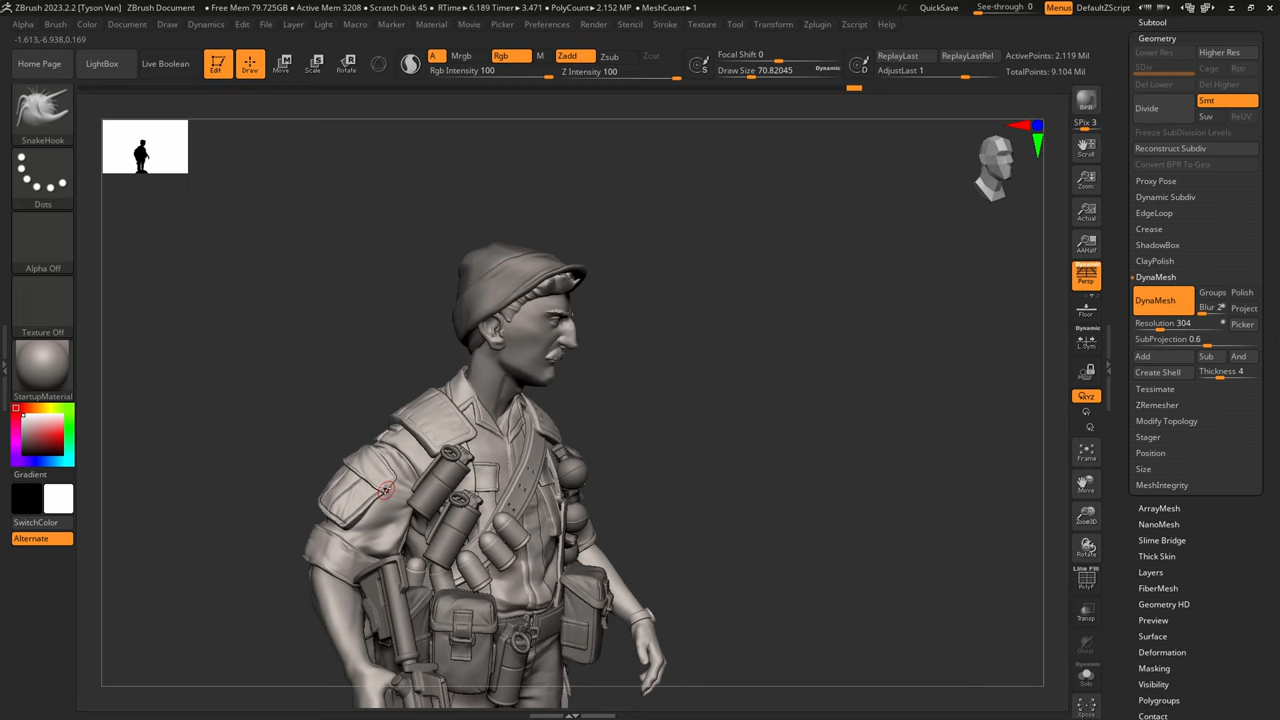 ZBrush 2023.2.2 [Tyson Van] ZBrush Document ● Free Mem 79.725GB ● Active Mem 3208 ● Scratch Disk 45 ● RTime▸6.189 Timer▸3.471 ● PolyCount▸2.152 MP ● MeshCount▸1 AC QuickSave See-through 0 Menus DefaultZScript
Alpha Brush Color Document Draw Dynamics Edit File Layer Light Macro Marker Material Movie Picker Preferences Render Stencil Stroke Texture Tool Transform Zplugin Zscript Help
-1.613,-6.938,0.169
Home Page LightBox Live Boolean Edit Draw Move Scale Rotate
A Mrgb Rgb M Zadd Zsub Zcut
Rgb Intensity 100 Z Intensity 100
Focal Shift 0
Draw Size 70.82045 Dynamic
S D
ReplayLast ReplayLastRel ActivePoints: 2.119 Mil
AdjustLast 1 TotalPoints: 9.104 Mil
SnakeHook
Dots
Alpha Off
Texture Off
StartupMaterial
Gradient
SwitchColor
Alternate
BPR
SPix 3
Scroll
Zoom
Actual
AAHalf
Dynamic
Persp
Floor
Dynamic
L.Sym
XYZ
Frame
Move
Zoom3D
Rotate
Line Fill
PolyF
Transp
Ghost
Dynamic
Solo
Xpose
Subtool
Geometry
Lower Res Higher Res
SDiv Cage Rstr
Del Lower Del Higher
Divide Smt
Suv ReUV
Freeze SubDivision Levels
Reconstruct Subdiv
Convert BPR To Geo
Proxy Pose
Dynamic Subdiv
EdgeLoop
Crease
ShadowBox
ClayPolish
DynaMesh
DynaMesh Groups Polish
Blur 2 Project
Resolution 304 Picker
SubProjection 0.6
Add Sub And
Create Shell Thickness 4
Tessimate
ZRemesher
Modify Topology
Stager
Position
Size
MeshIntegrity
ArrayMesh
NanoMesh
Slime Bridge
Thick Skin
Layers
FiberMesh
Geometry HD
Preview
Surface
Deformation
Masking
Visibility
Polygroups
Contact